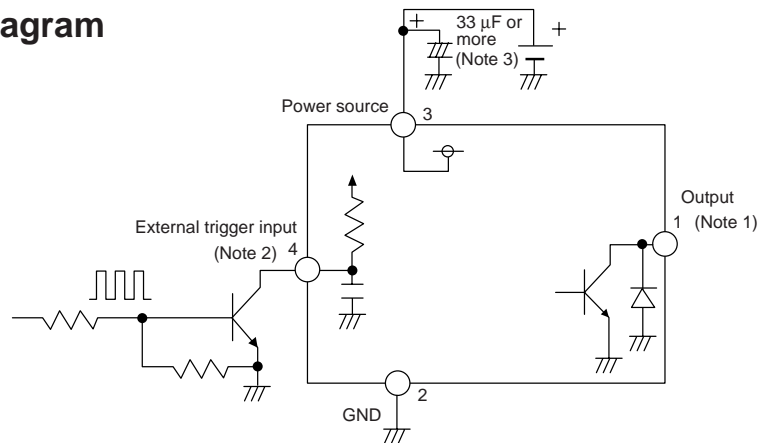 agram
+
33 µF or
more
(Note 3)
+
Power source
3
Output
1 (Note 1)
External trigger input
(Note 2) 4
2
GND